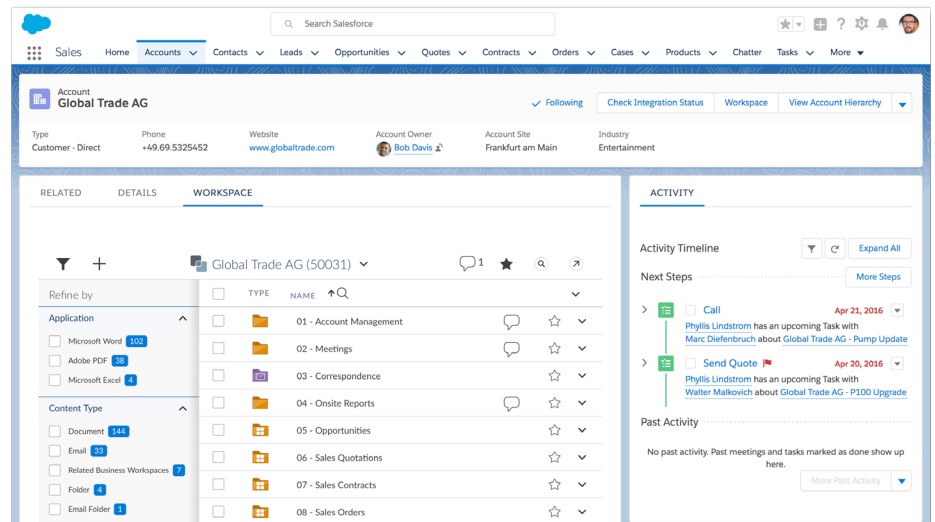 Search Salesforce
Sales Home Accounts Contacts Leads Opportunities Quotes Contracts Orders Cases Products Chatter Tasks More
Account
Global Trade AG
Following Check Integration Status Workspace View Account Hierarchy
Type Phone Website Account Owner Account Site Industry
Customer - Direct +49.69.5325452 www.globaltrade.com Bob Davis Frankfurt am Main Entertainment
RELATED DETAILS WORKSPACE
Global Trade AG (50031) 1
Refine by
Application
Microsoft Word 102
Adobe PDF 38
Microsoft Excel 4
Content Type
Document 144
Email 33
Related Business Workspaces 7
Folder 4
Email Folder 1
TYPE NAME
01 - Account Management
02 - Meetings
03 - Correspondence
04 - Onsite Reports
05 - Opportunities
06 - Sales Quotations
07 - Sales Contracts
08 - Sales Orders
ACTIVITY
Activity Timeline Expand All
Next Steps More Steps
Call Apr 21, 2016
Phyllis Lindstrom has an upcoming Task with
Marc Diefenbruch about Global Trade AG - Pump Update
Send Quote Apr 20, 2016
Phyllis Lindstrom has an upcoming Task with
Walter Malkovich about Global Trade AG - P100 Upgrade
Past Activity
No past activity. Past meetings and tasks marked as done show up
here.
More Past Activity